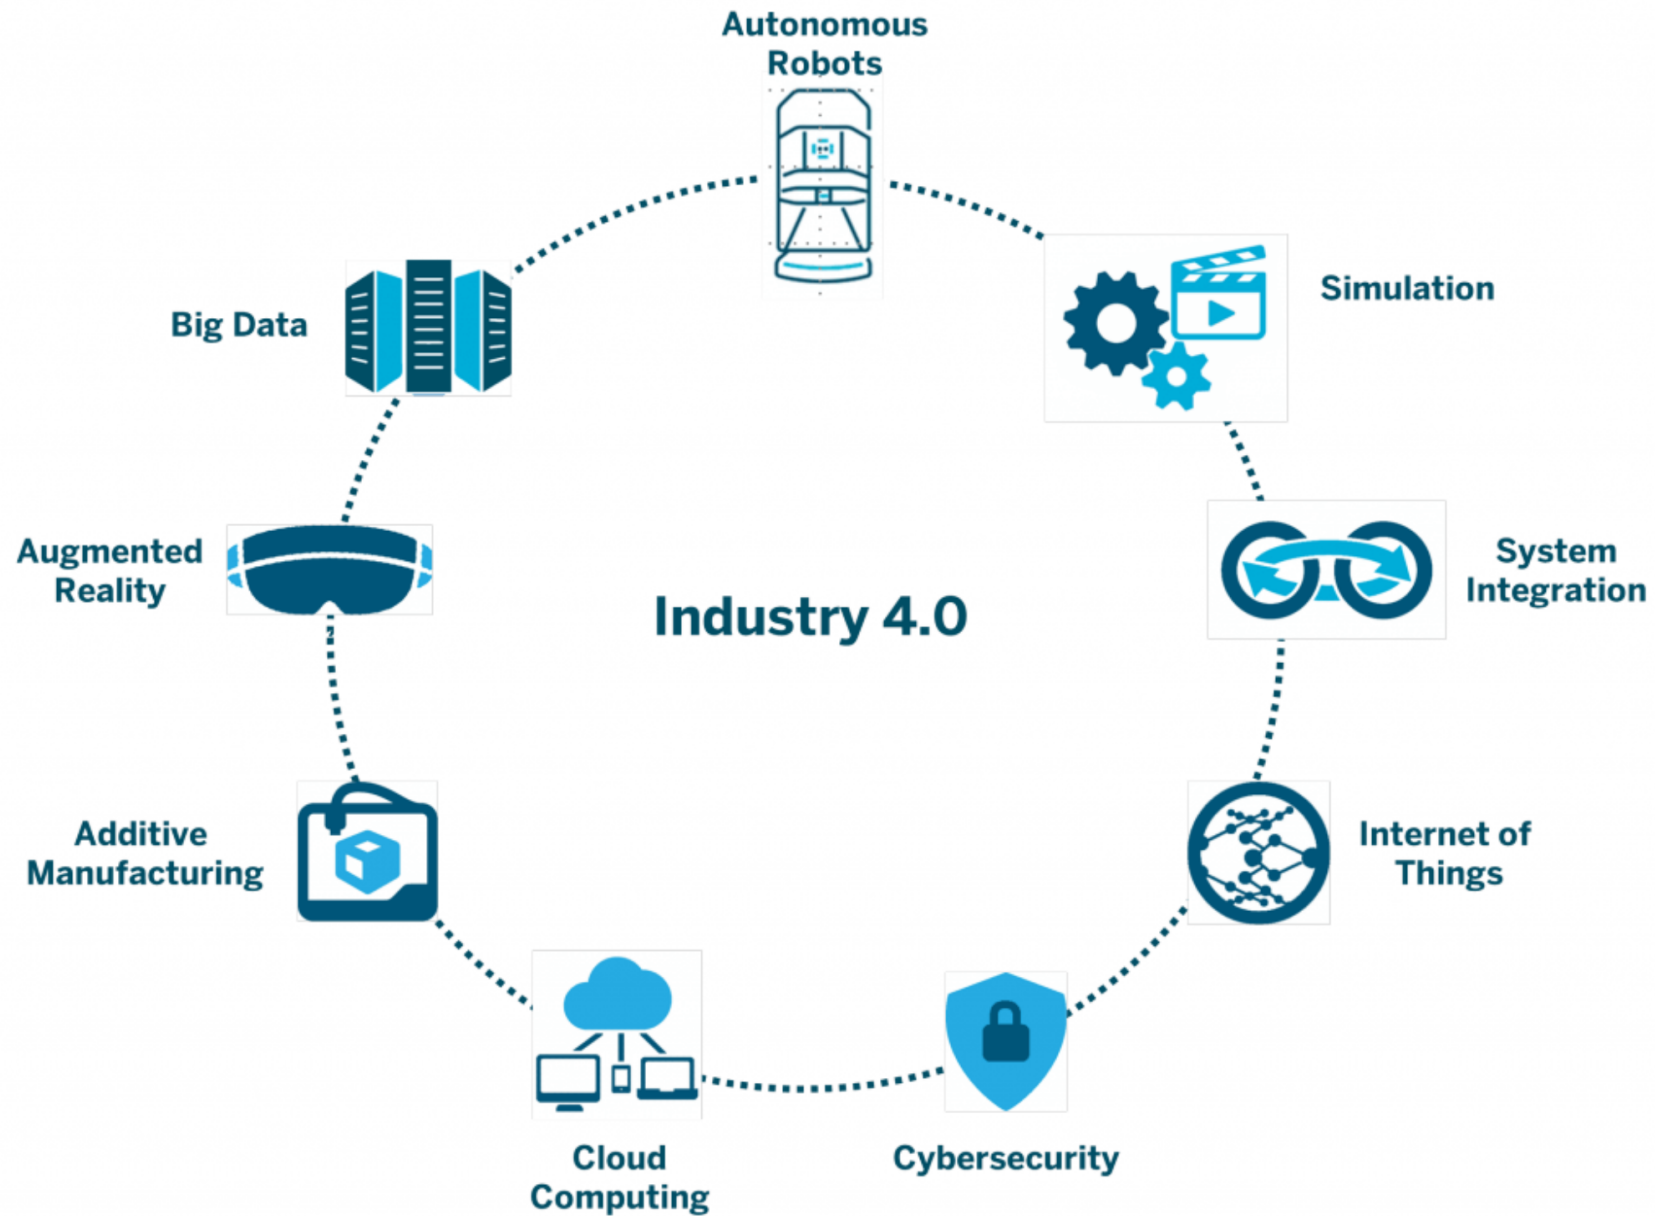 Autonomous
Robots
Simulation
Big Data
System
Integration
Augmented
Reality
Industry 4.0
Internet of
Things
Additive
Manufacturing
Cybersecurity
Cloud
Computing